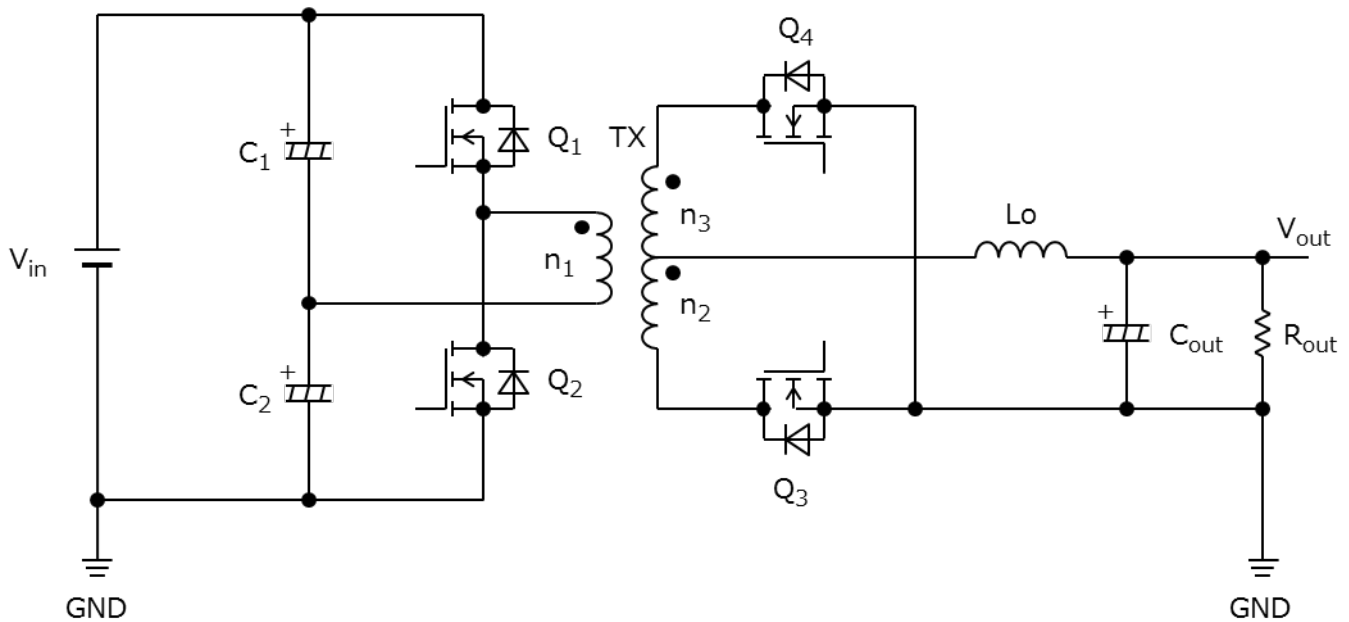 Q4
+
C1
Q1
TX
n3
Lo
Vout
Vin
n1
n2
+
Cout
Rout
+
C2
Q2
Q3
GND
GND